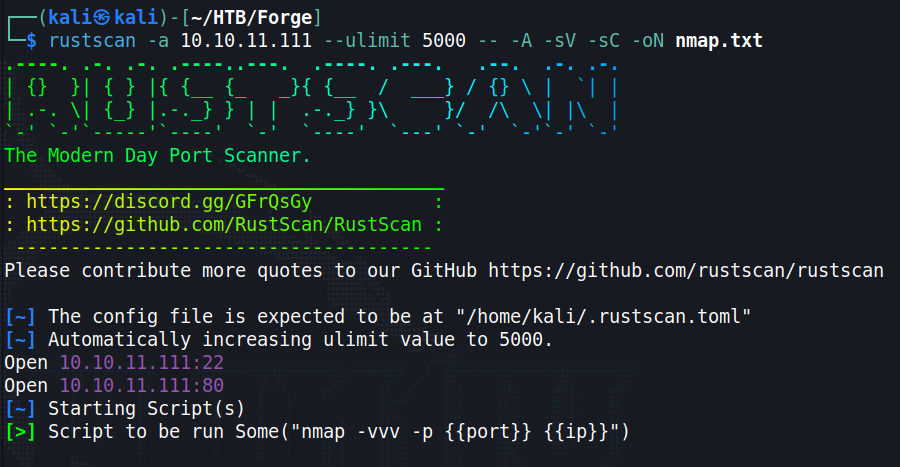 ┌──(kali㉿kali)-[~/HTB/Forge]
└─$ rustscan -a 10.10.11.111 --ulimit 5000 -- -A -sV -sC -oN nmap.txt
.----. .-. .-. .----..---.  .----. .---.   .--.  .-. .-.
| {}  }| { } |{ {__ {_   _}{ {__  /  ___} / {} \ |  `| |
| .-. \| {_} |.-._} } | |  .-._} }\     }/  /\  \| |\  |
`-' `-'`-----'`----'  `-'  `----'  `---' `-'  `-'`-' `-'
The Modern Day Port Scanner.
________________________________________
: https://discord.gg/GFrQsGy           :
: https://github.com/RustScan/RustScan :
 --------------------------------------
Please contribute more quotes to our GitHub https://github.com/rustscan/rustscan
[~] The config file is expected to be at "/home/kali/.rustscan.toml"
[~] Automatically increasing ulimit value to 5000.
Open 10.10.11.111:22
Open 10.10.11.111:80
[~] Starting Script(s)
[>] Script to be run Some("nmap -vvv -p {{port}} {{ip}}")